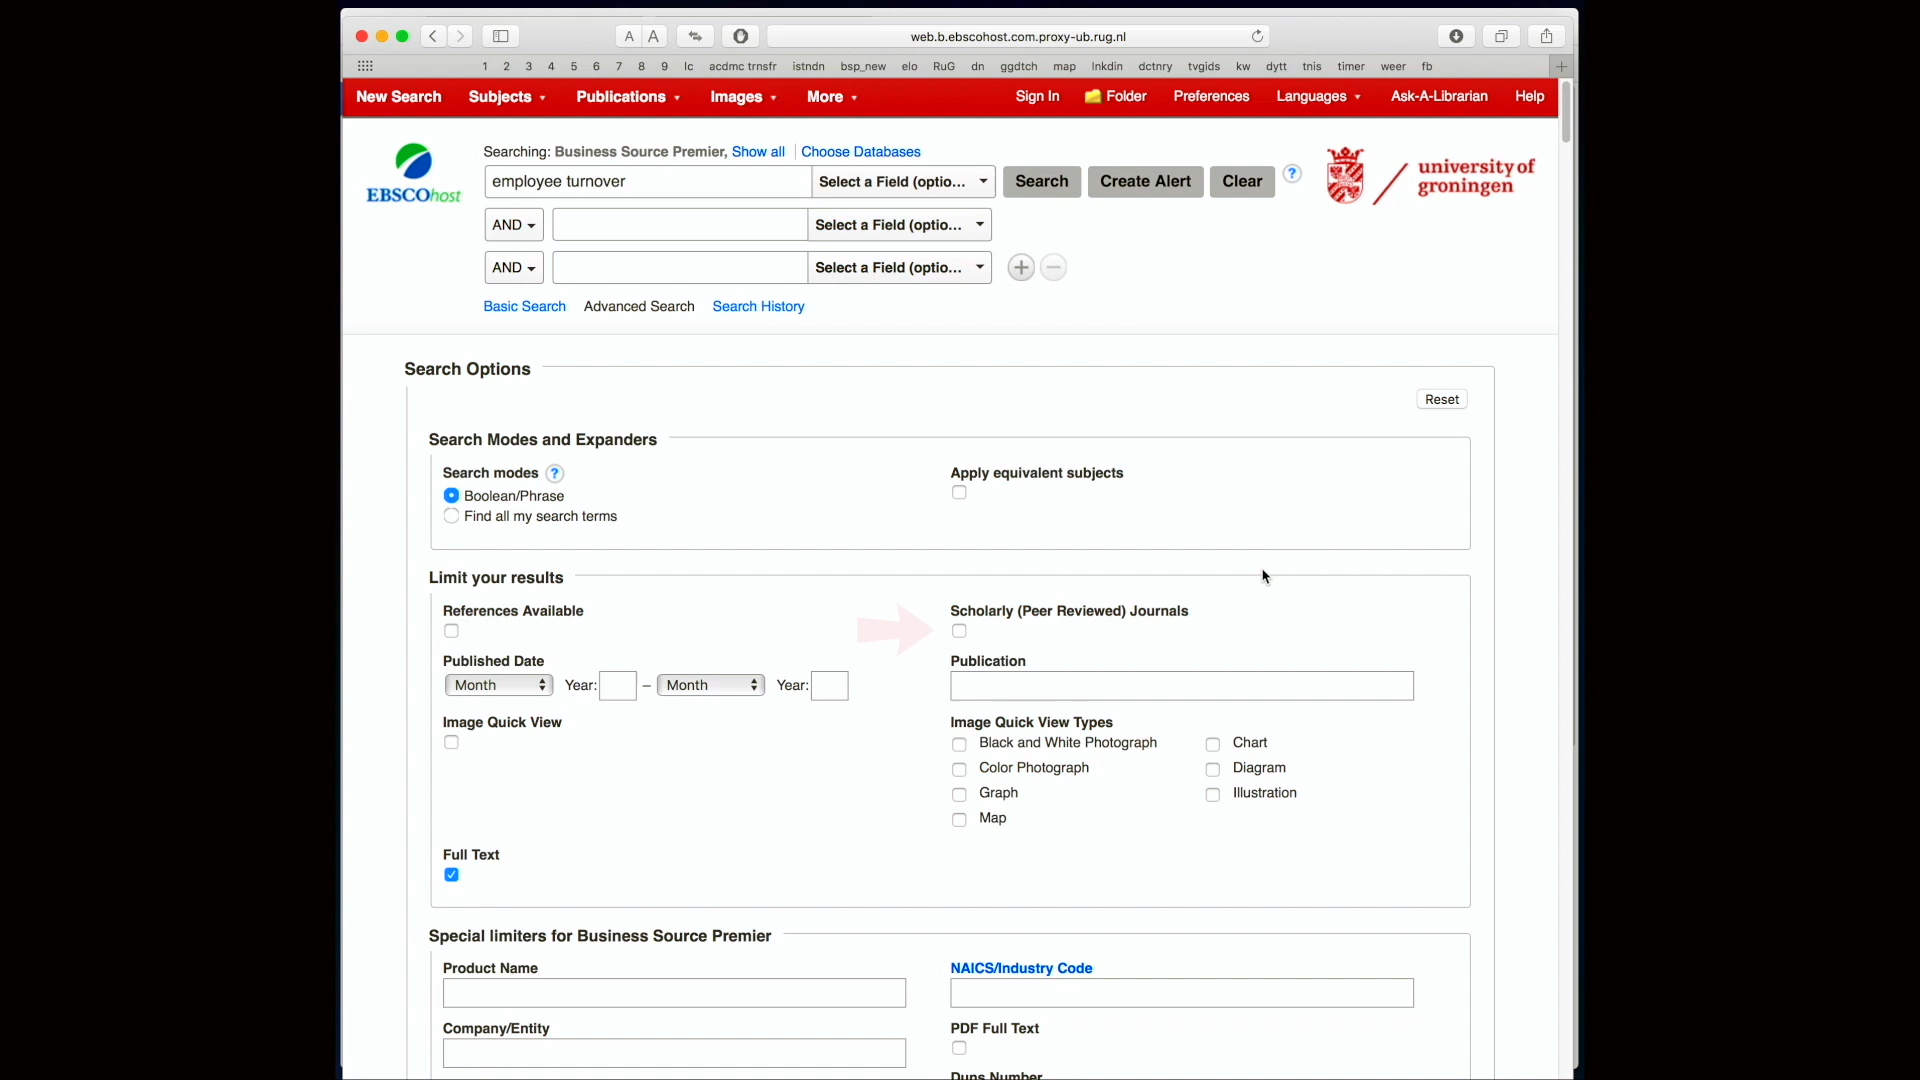 A A web.b.ebscohost.com.proxy-ub.rug.nl
1 2 3 4 5 6 7 8 9 lc acdmc trnsfr istndn bsp_new elo RuG dn ggdtch map lnkdin dctnry tvgids kw dytt tnis timer weer fb
New Search Subjects Publications Images More Sign In Folder Preferences Languages Ask-A-Librarian Help
Searching: Business Source Premier, Show all Choose Databases
employee turnover Select a Field (optio... Search Create Alert Clear ?
EBSCOhost
university of
groningen
AND Select a Field (optio...
AND Select a Field (optio...
Basic Search Advanced Search Search History
Search Options
Reset
Search Modes and Expanders
Search modes ? Apply equivalent subjects
Boolean/Phrase
Find all my search terms
Limit your results
References Available Scholarly (Peer Reviewed) Journals
Published Date Publication
Month Year: – Month Year:
Image Quick View Image Quick View Types
Black and White Photograph Chart
Color Photograph Diagram
Graph Illustration
Map
Full Text
Special limiters for Business Source Premier
Product Name NAICS/Industry Code
Company/Entity PDF Full Text
Duns Number